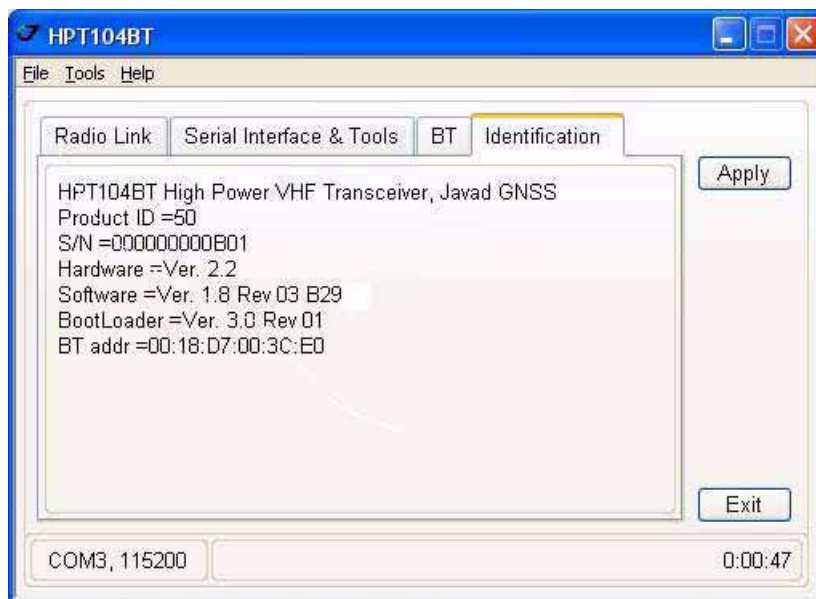 HPT104BT
File Tools Help
Radio Link Serial Interface & Tools BT Identification
Apply
HPT104BT High Power VHF Transceiver, Javad GNSS
Product ID =50
S/N =000000000B01
Hardware =Ver. 2.2
Software =Ver. 1.8 Rev 03 B29
BootLoader =Ver. 3.0 Rev 01
BT addr =00:18:D7:00:3C:E0
Exit
COM3, 115200 0:00:47